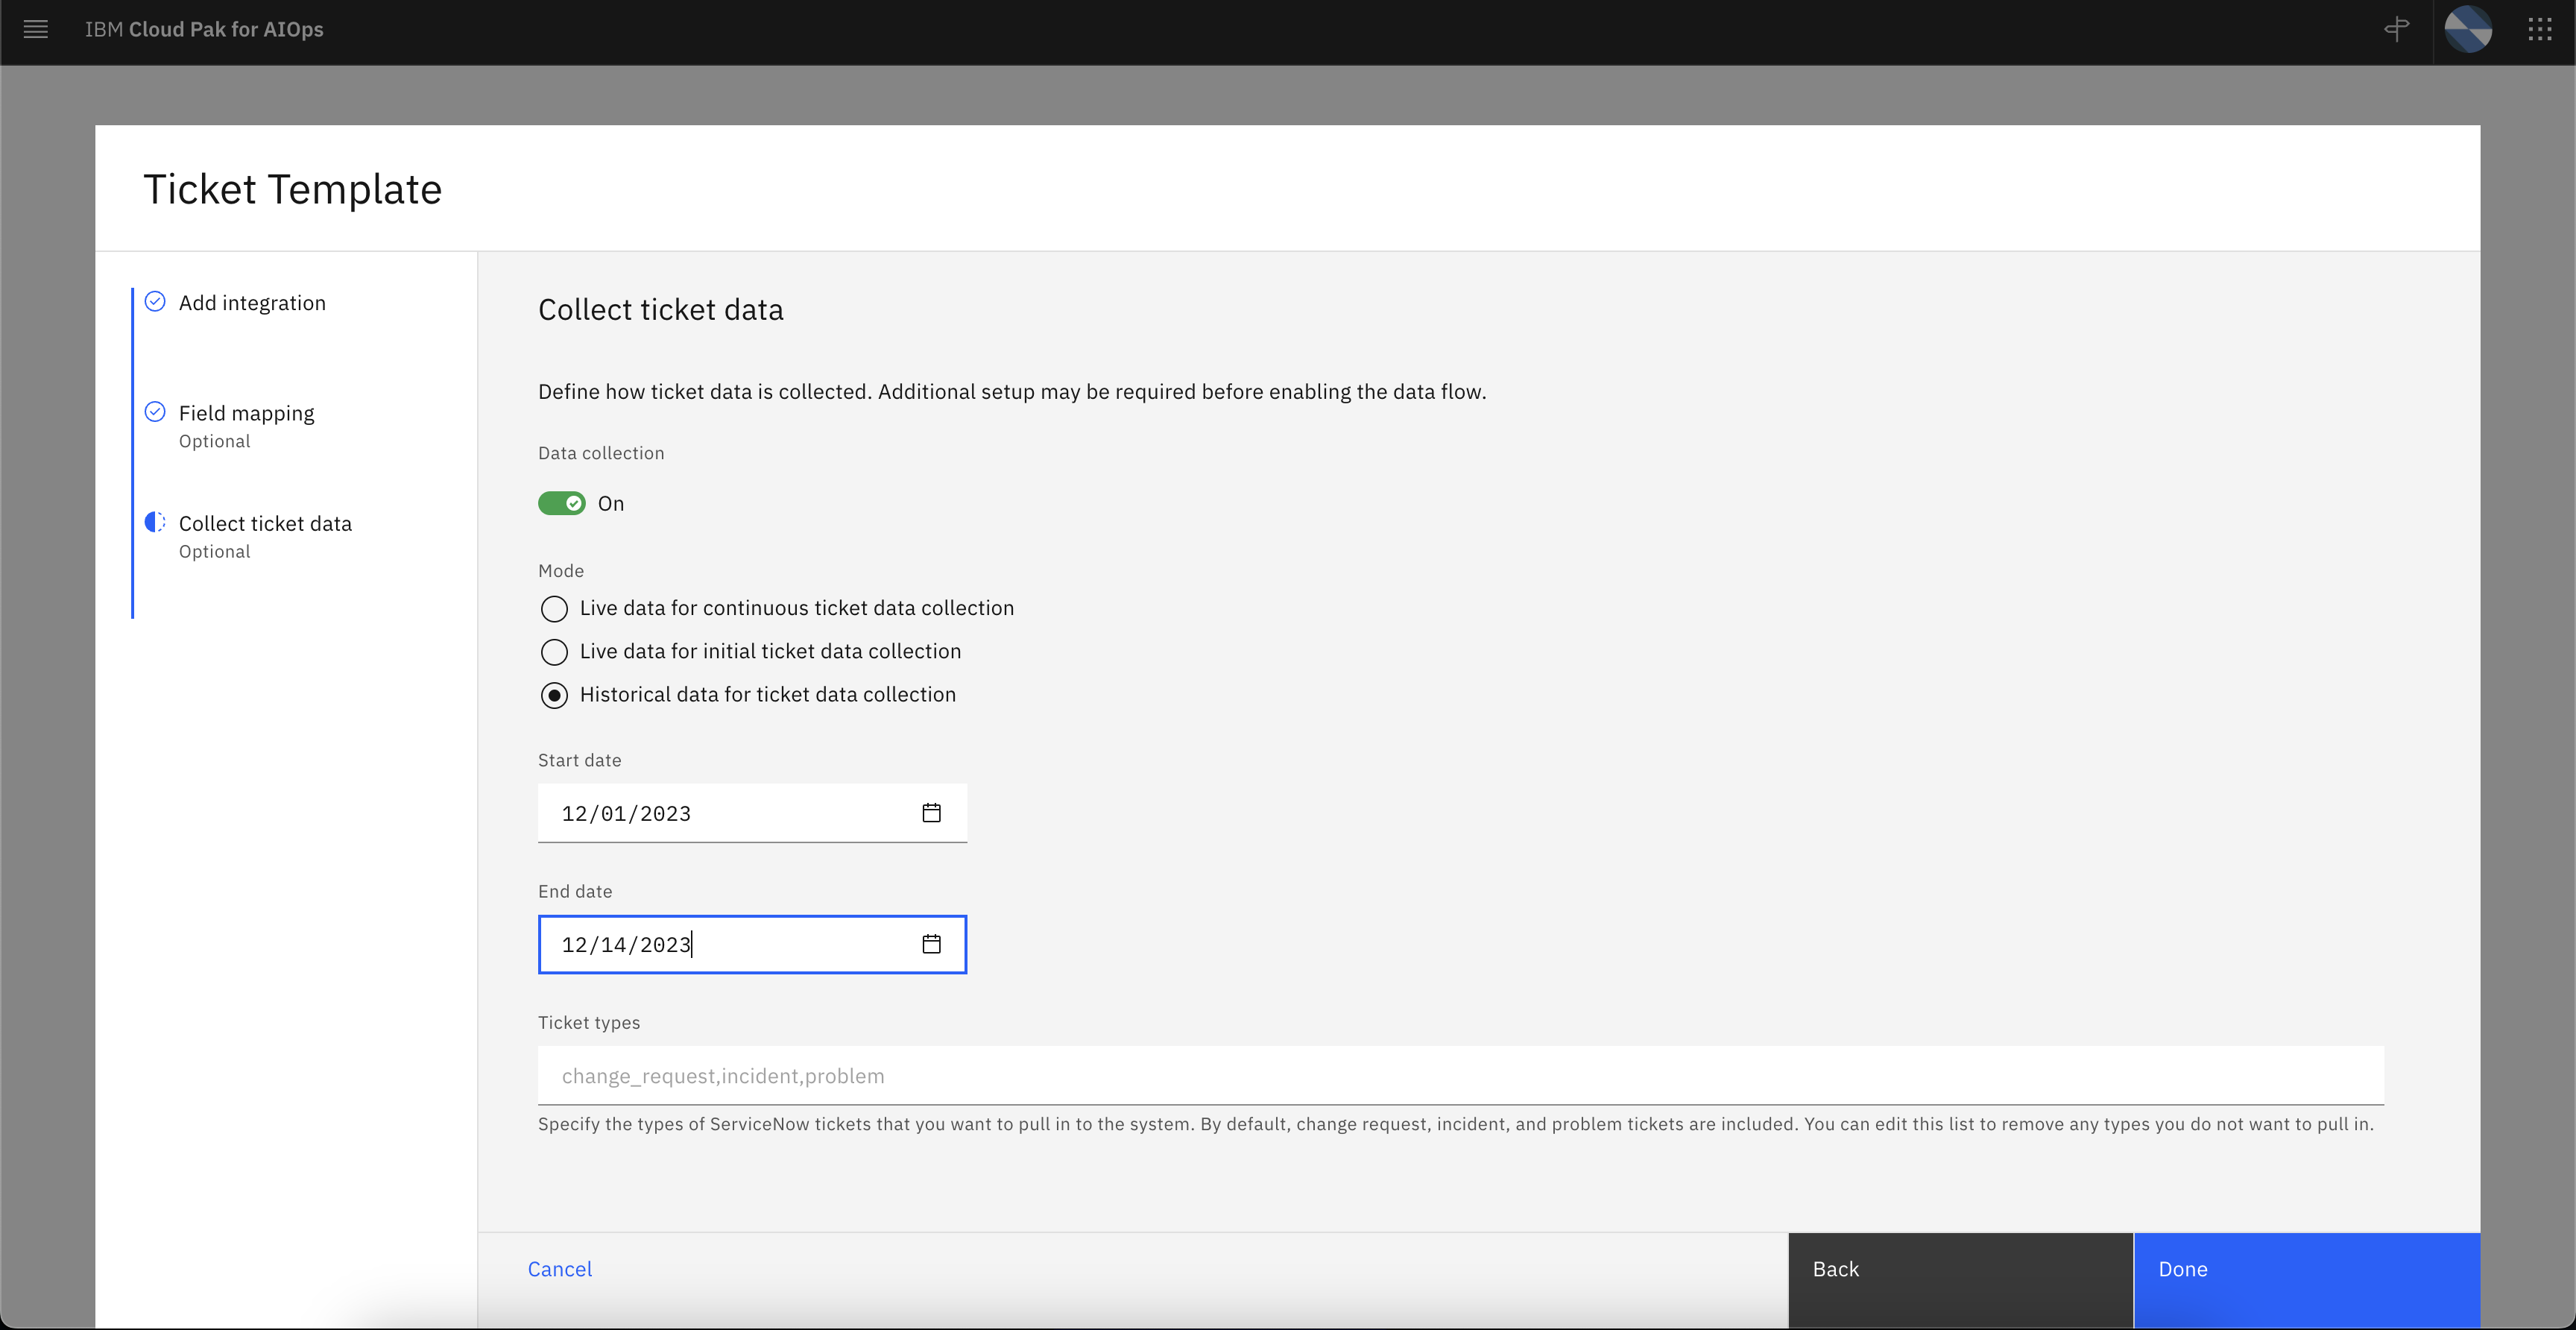 IBM Cloud Pak for AIOps
Ticket Template
Add integration
Field mapping
Optional
Collect ticket data
Optional
Collect ticket data
Define how ticket data is collected. Additional setup may be required before enabling the data flow.
Data collection
On
Mode
Live data for continuous ticket data collection
Live data for initial ticket data collection
Historical data for ticket data collection
Start date
12/01/2023
End date
12/14/2023
Ticket types
change_request,incident,problem
Specify the types of ServiceNow tickets that you want to pull in to the system. By default, change request, incident, and problem tickets are included. You can edit this list to remove any types you do not want to pull in.
Cancel
Back
Done